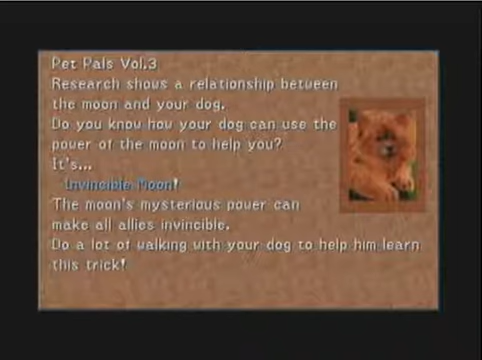 Pet Pals Vol.3
Research shows a relationship between
the moon and your dog.
Do you know how your dog can use the
power of the moon to help you?
It's...
Invincible Moon!
The moon's mysterious power can
make all allies invincible.
Do a lot of walking with your dog to help him learn
this trick!